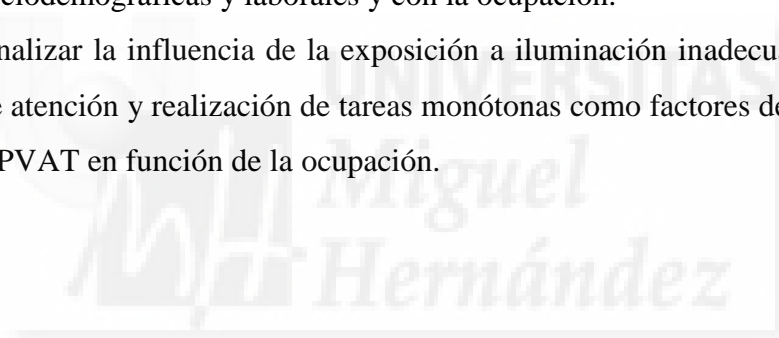 ciodemográficas y laborales y con la ocupación.
nalizar la influencia de la exposición a iluminación inadecu
atención y realización de tareas monótonas como factores de
PVAT en función de la ocupación.
UNIVERSITAS
Miguel
Hernández